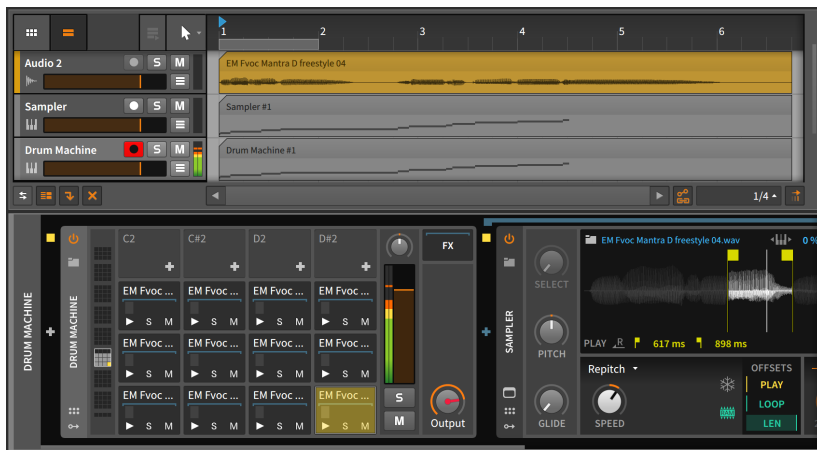 1 2 3 4 5 6
Audio 2 S M
EM Fvoc Mantra D freestyle 04
Sampler S M
Sampler #1
Drum Machine S M
Drum Machine #1
1/4
DRUM MACHINE
DRUM MACHINE
C2 C#2 D2 D#2
EM Fvoc ... EM Fvoc ... EM Fvoc ... EM Fvoc ...
S M S M S M S M
EM Fvoc ... EM Fvoc ... EM Fvoc ... EM Fvoc ...
S M S M S M S M
EM Fvoc ... EM Fvoc ... EM Fvoc ... EM Fvoc ...
S M S M S M S M
S
M
FX
Output
SAMPLER
SELECT
PITCH
GLIDE
EM Fvoc Mantra D freestyle 04.wav 0 %
PLAY R 617 ms 898 ms
Repitch
SPEED
OFFSETS
PLAY
LOOP
LEN